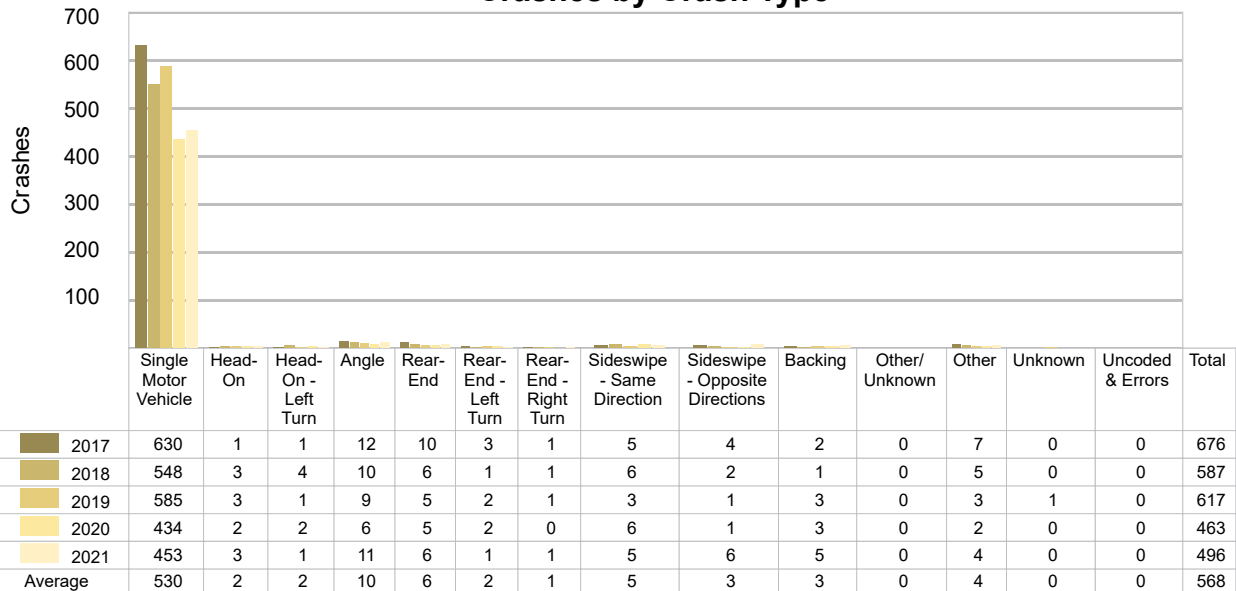 Crashes by Crash Type
700
600
500
400
300
200
100
Crashes
Single Motor Vehicle Head-On Head-On - Left Turn Angle Rear-End Rear-End - Left Turn Rear-End - Right Turn Sideswipe - Same Direction Sideswipe - Opposite Directions Backing Other/ Unknown Other Unknown Uncoded & Errors Total
2017 630 1 1 12 10 3 1 5 4 2 0 7 0 0 676
2018 548 3 4 10 6 1 1 6 2 1 0 5 0 0 587
2019 585 3 1 9 5 2 1 3 1 3 0 3 1 0 617
2020 434 2 2 6 5 2 0 6 1 3 0 2 0 0 463
2021 453 3 1 11 6 1 1 5 6 5 0 4 0 0 496
Average 530 2 2 10 6 2 1 5 3 3 0 4 0 0 568